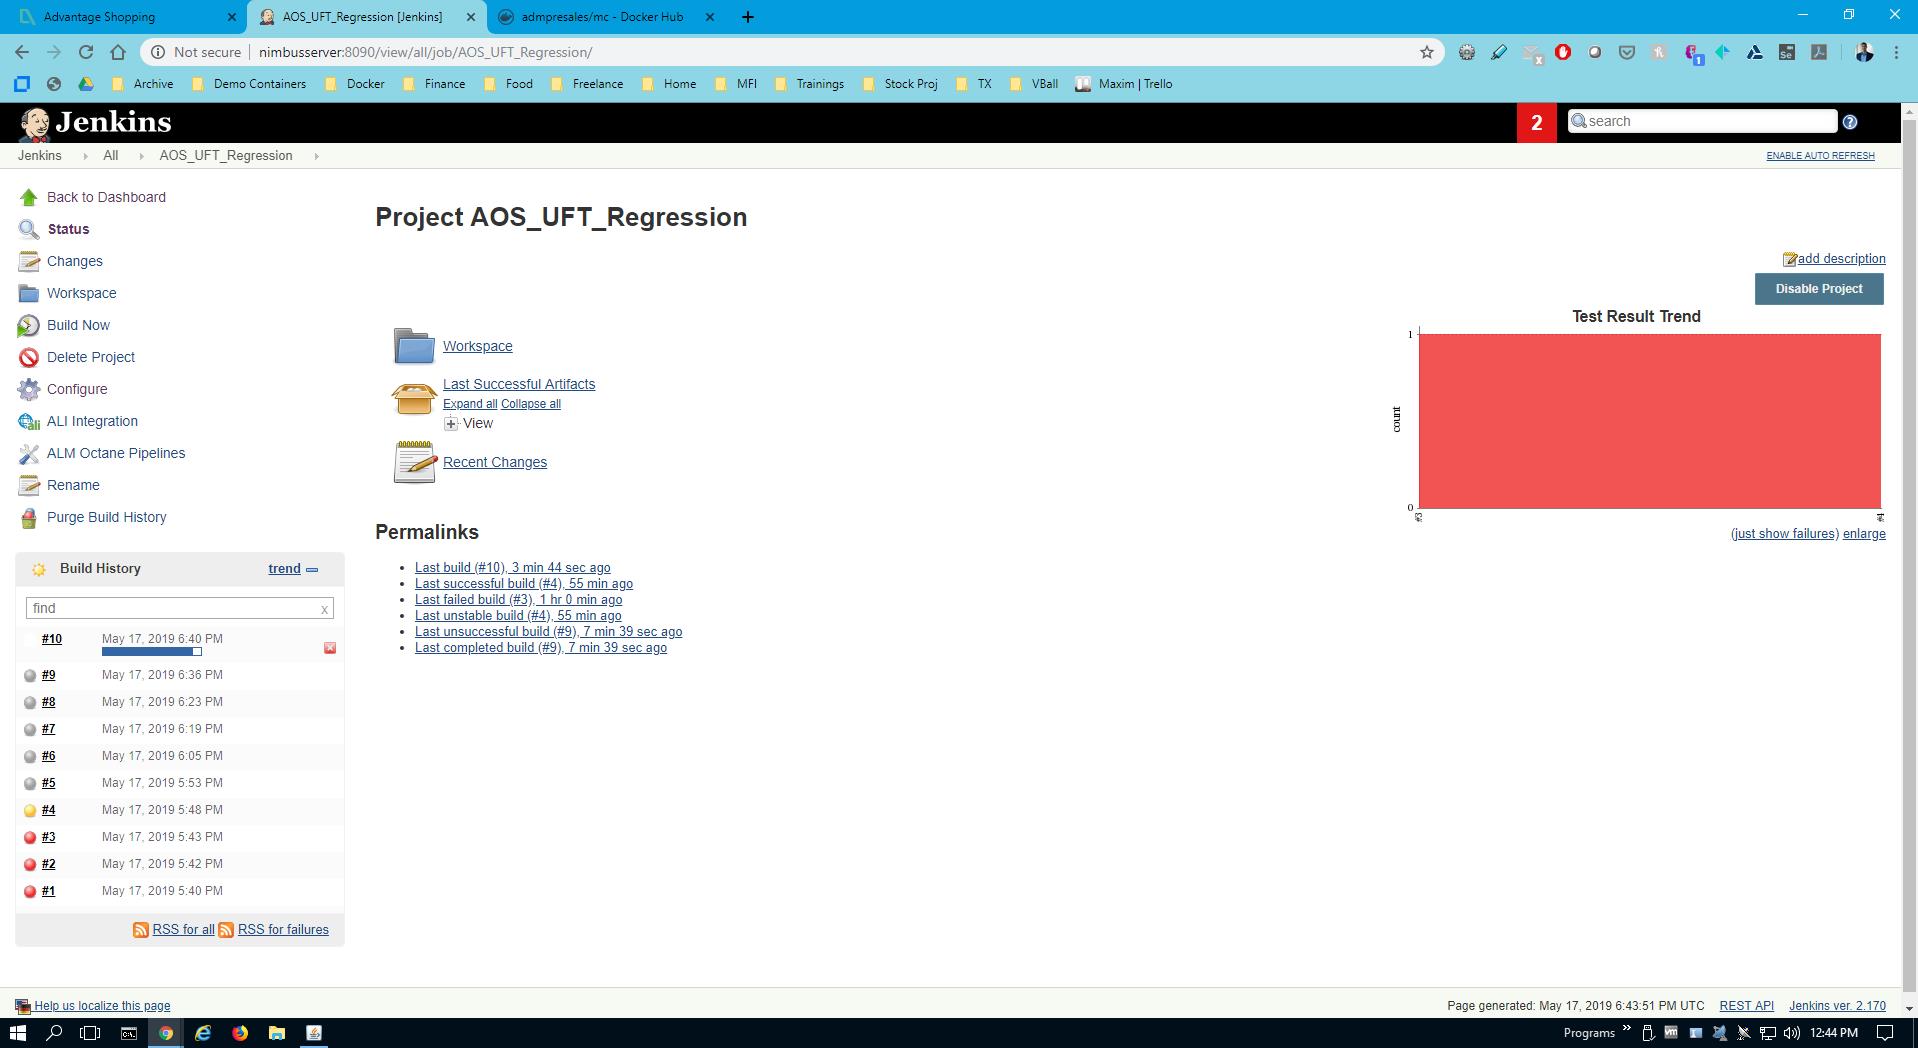 Advantage Shopping
AOS_UFT_Regression [Jenkins]
admpresales/mc - Docker Hub
Not secure | nimbusserver:8090/view/all/job/AOS_UFT_Regression/
Archive Demo Containers Docker Finance Food Freelance Home MFI Trainings Stock Proj TX VBall Maxim | Trello
Jenkins
2
search
Jenkins All AOS_UFT_Regression
ENABLE AUTO REFRESH
Back to Dashboard
Status
Changes
Workspace
Build Now
Delete Project
Configure
ALI Integration
ALM Octane Pipelines
Rename
Purge Build History
Build History trend
find x
#10 May 17, 2019 6:40 PM
#9 May 17, 2019 6:36 PM
#8 May 17, 2019 6:23 PM
#7 May 17, 2019 6:19 PM
#6 May 17, 2019 6:05 PM
#5 May 17, 2019 5:53 PM
#4 May 17, 2019 5:48 PM
#3 May 17, 2019 5:43 PM
#2 May 17, 2019 5:42 PM
#1 May 17, 2019 5:40 PM
RSS for all RSS for failures
Project AOS_UFT_Regression
add description
Disable Project
Workspace
Last Successful Artifacts
Expand all Collapse all
View
Recent Changes
Test Result Trend
1
count
0
#3
#4
(just show failures) enlarge
Permalinks
Last build (#10), 3 min 44 sec ago
Last successful build (#4), 55 min ago
Last failed build (#3), 1 hr 0 min ago
Last unstable build (#4), 55 min ago
Last unsuccessful build (#9), 7 min 39 sec ago
Last completed build (#9), 7 min 39 sec ago
Help us localize this page
Page generated: May 17, 2019 6:43:51 PM UTC REST API Jenkins ver. 2.170
Programs 12:44 PM